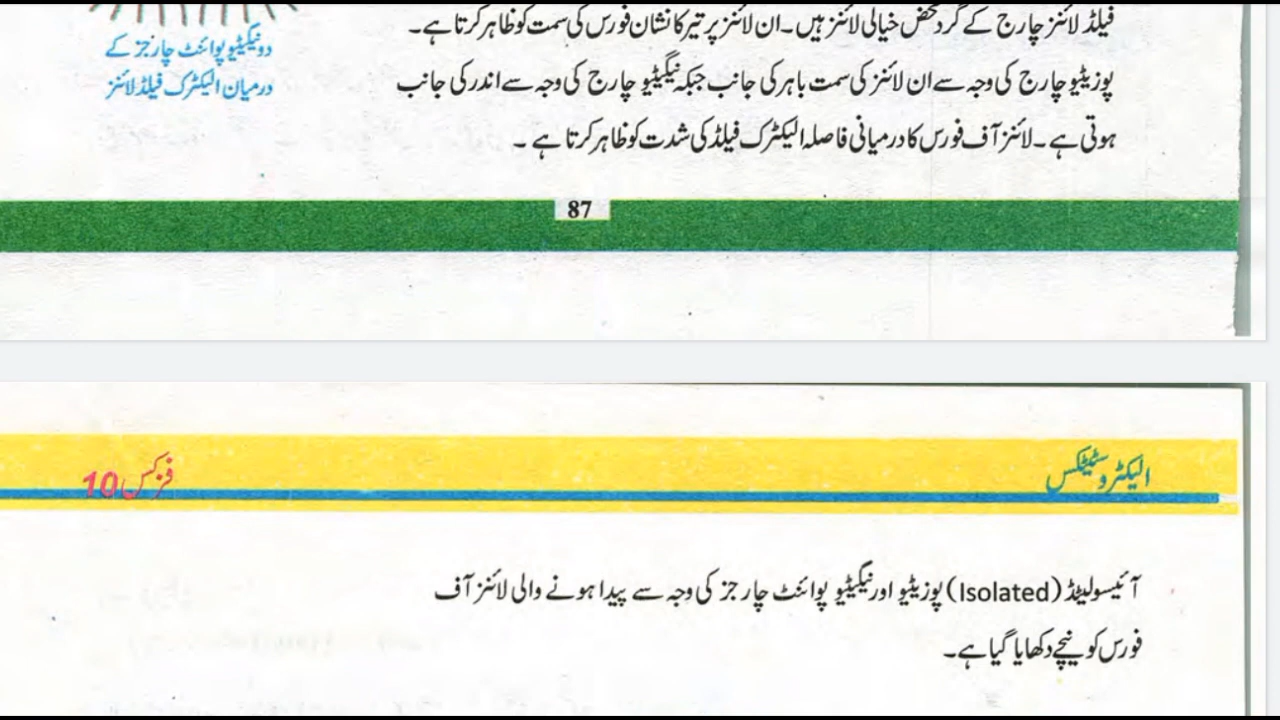 فیلڈ لائنز چارج کے گرد محض خیالی لائنز ہیں۔ ان لائنز پر تیر کا نشان فورس کی سمت کو ظاہر کرتا ہے۔
پوزیٹیو چارج کی وجہ سے ان لائنز کی سمت باہر کی جانب جبکہ نیگیٹیو چارج کی وجہ سے اندر کی جانب
ہوتی ہے۔ لائنز آف فورس کا درمیانی فاصلہ الیکٹرک فیلڈ کی شدت کو ظاہر کرتا ہے ۔
دو نیگیٹیو پوائنٹ چارجز کے
درمیان الیکٹرک فیلڈ لائنز
87
الیکٹروسٹیٹکس
فزکس 10
آئیسولیٹڈ (Isolated) پوزیٹیو اور نیگیٹیو پوائنٹ چارجز کی وجہ سے پیدا ہونے والی لائنز آف
فورس کو نیچے دکھایا گیا ہے۔